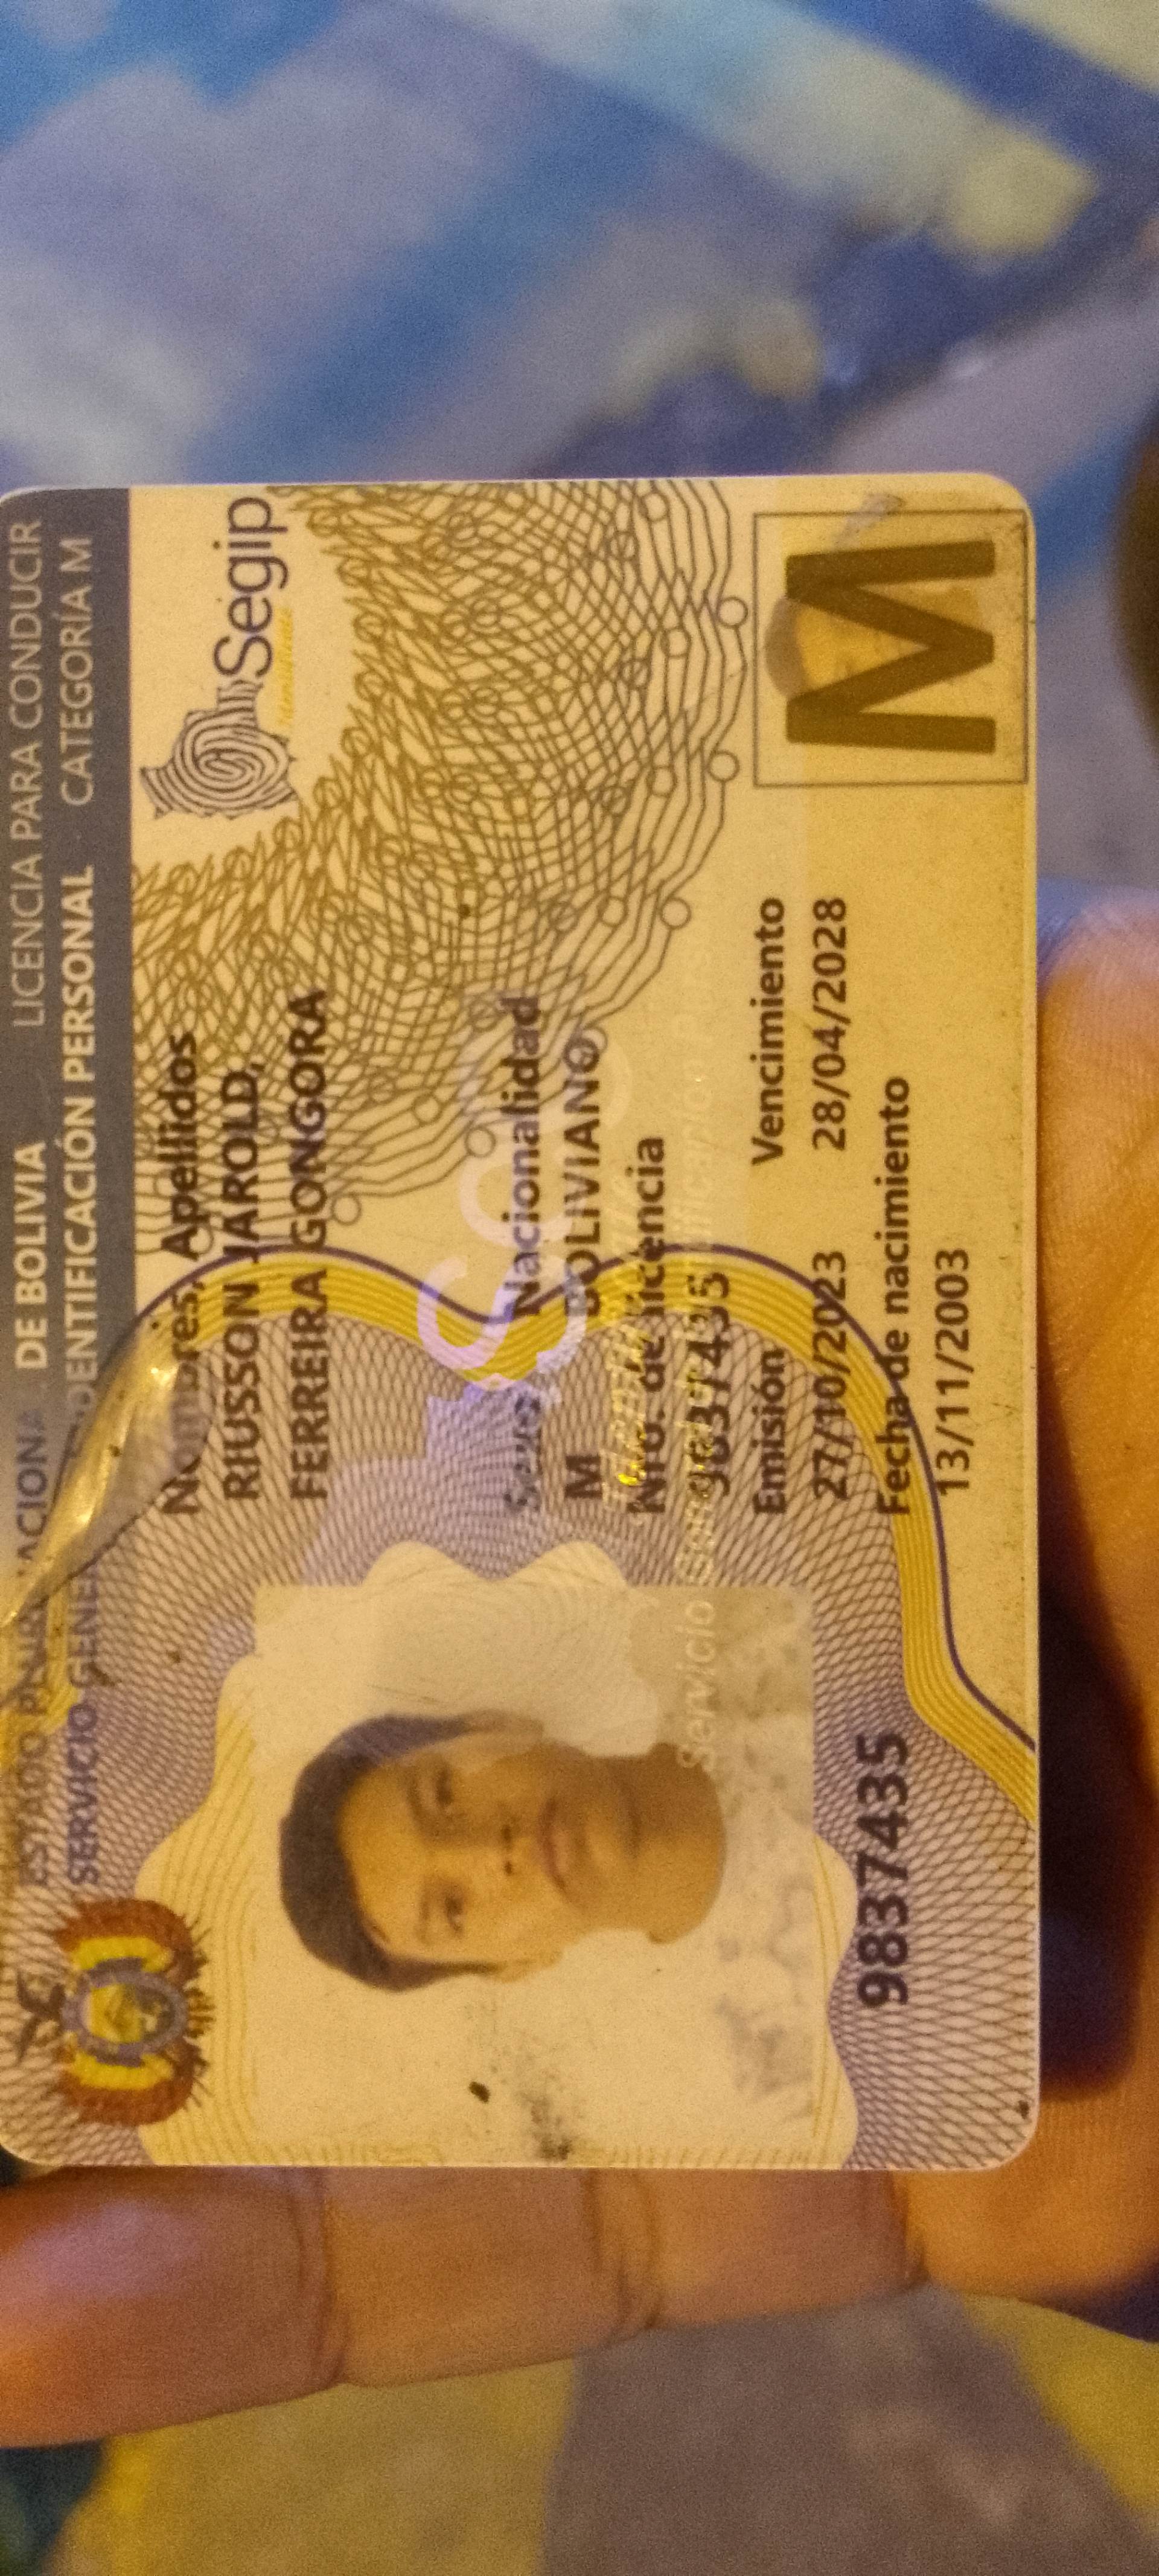 ESTADO PLURINACIONAL DE BOLIVIA LICENCIA PARA CONDUCIR
SERVICIO GENERAL DE IDENTIFICACIÓN PERSONAL CATEGORÍA M
Segip
Nombres, Apellidos
RIUSSON JAROLD,
FERREIRA GONGORA
Sexo Nacionalidad
M BOLIVIANO
Nro. de licencia
9837435
Emisión Vencimiento
27/10/2023 28/04/2028
Fecha de nacimiento
13/11/2003
9837435
M